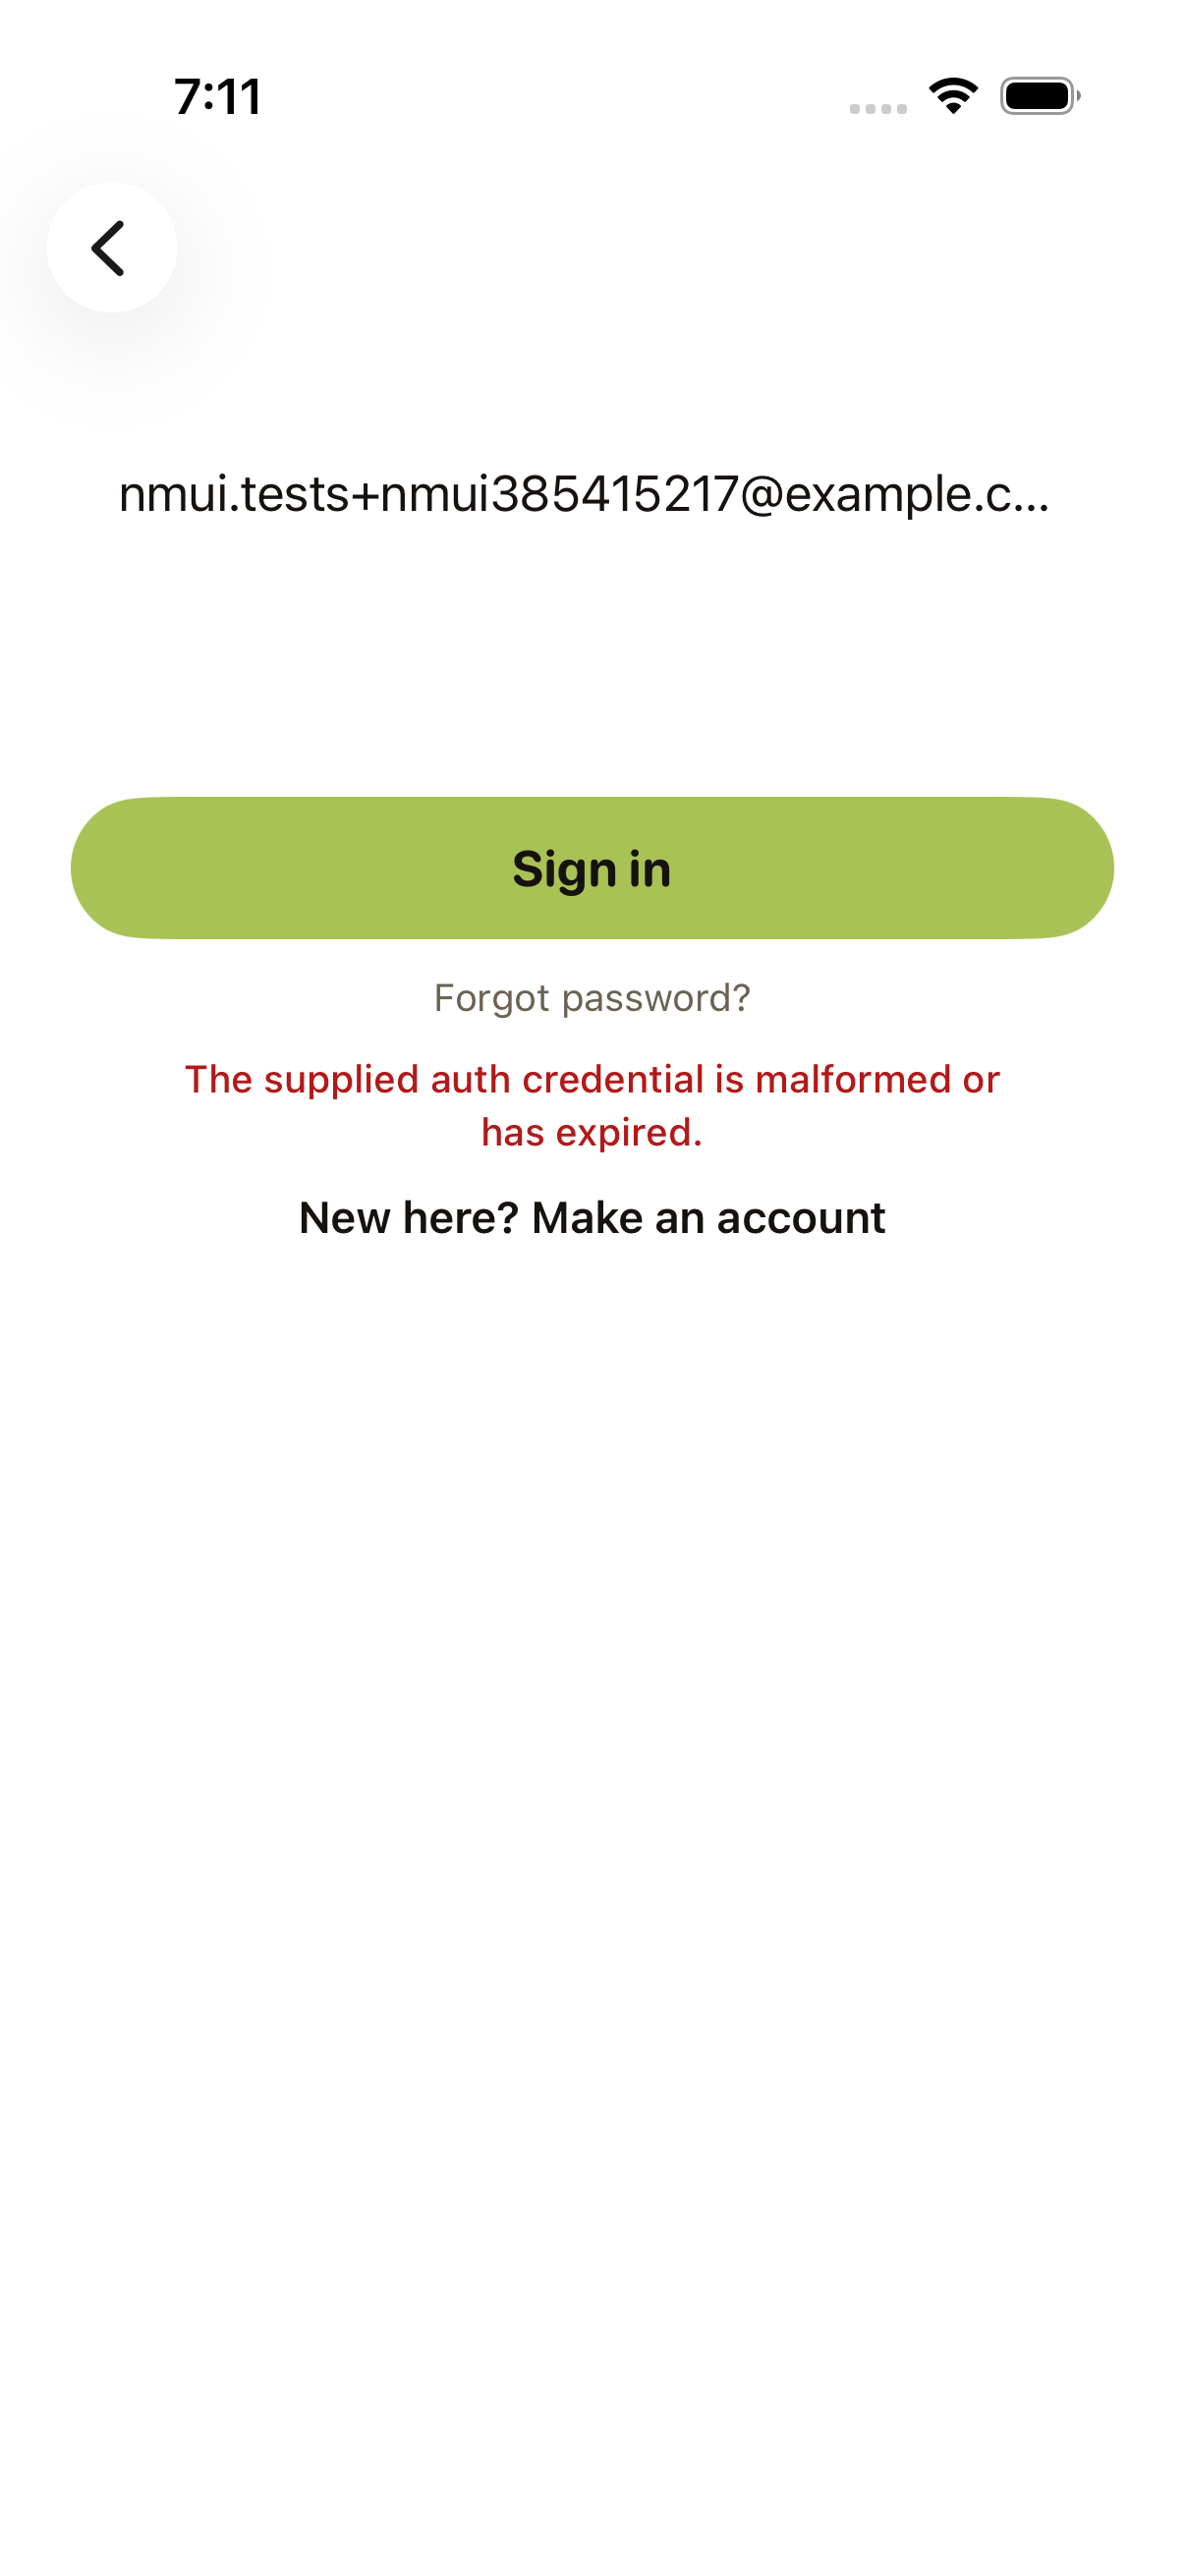 7:11
nmui.tests+nmui385415217@example.c...
Sign in
Forgot password?
The supplied auth credential is malformed or
has expired.
New here? Make an account